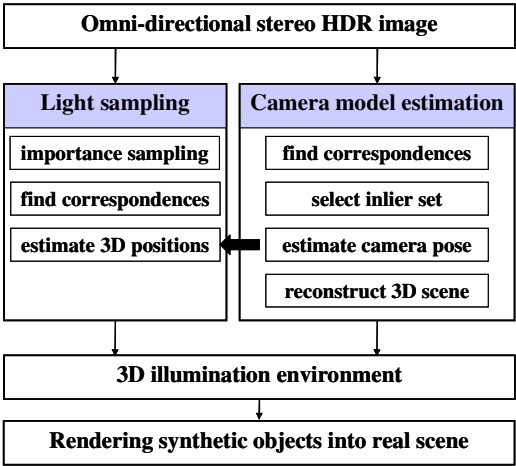 Omni-directional stereo HDR image
Light sampling
importance sampling
find correspondences
estimate 3D positions
Camera model estimation
find correspondences
select inlier set
estimate camera pose
reconstruct 3D scene
3D illumination environment
Rendering synthetic objects into real scene